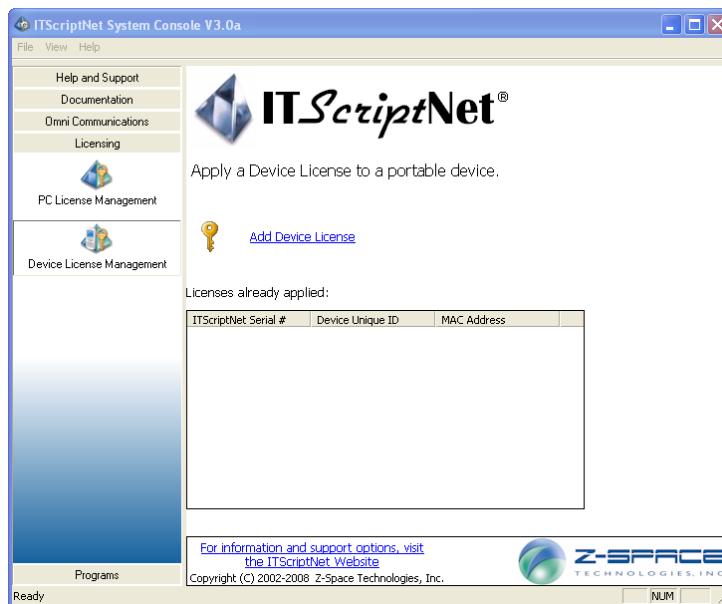 ITScriptNet System Console V3.0a
File View Help
Help and Support
Documentation
Omni Communications
Licensing
PC License Management
Device License Management
Programs
ITScriptNet®
Apply a Device License to a portable device.
Add Device License
Licenses already applied:
ITScriptNet Serial # Device Unique ID MAC Address
For information and support options, visit
the ITScriptNet Website
Copyright (C) 2002-2008 Z-Space Technologies, Inc.
Z-SPACE
TECHNOLOGIES, INC
Ready NUM